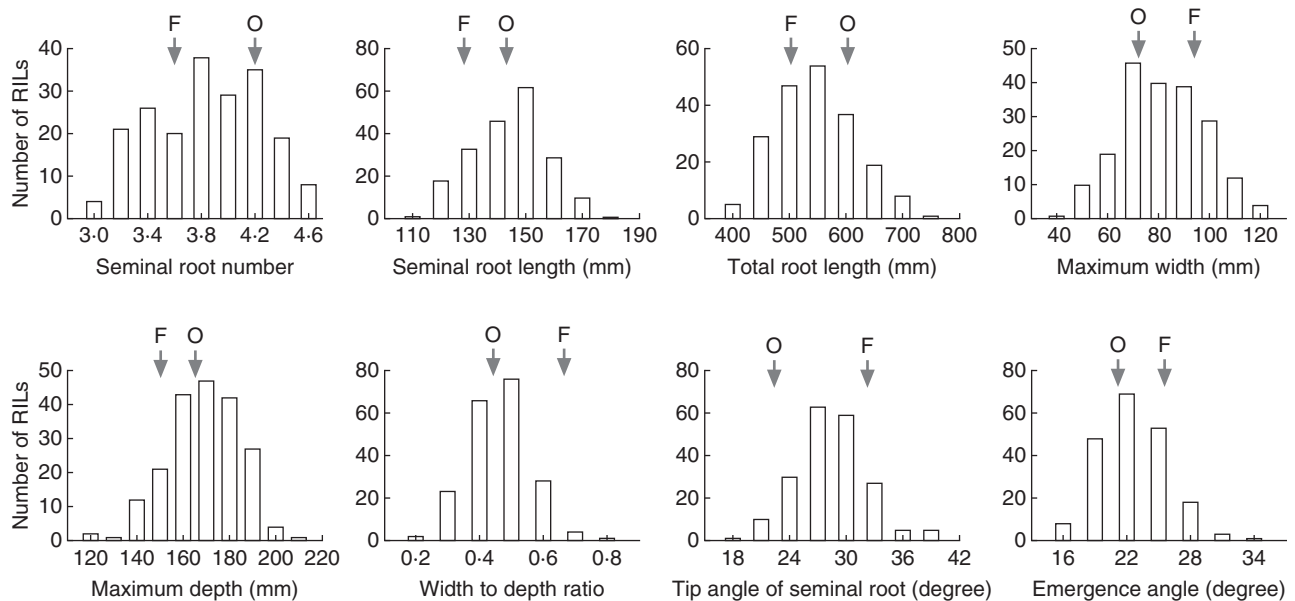 F O F O F O O F
40 80 60 50
30 60 40 40
20 40 20 30
10 20 0 20
0 0 10
0
3·0 3·4 3·8 4·2 4·6 110 130 150 170 190 400 500 600 700 800 40 60 80 100 120
Number of RILs
Seminal root number Seminal root length (mm) Total root length (mm) Maximum width (mm)
F O O F O F O F
50 80 80 80
40 60 60 60
30 40 40 40
20 20 20 20
10 0 0 0
0
120 140 160 180 200 220 0·2 0·4 0·6 0·8 18 24 30 36 42 16 22 28 34
Number of RILs
Maximum depth (mm) Width to depth ratio Tip angle of seminal root (degree) Emergence angle (degree)